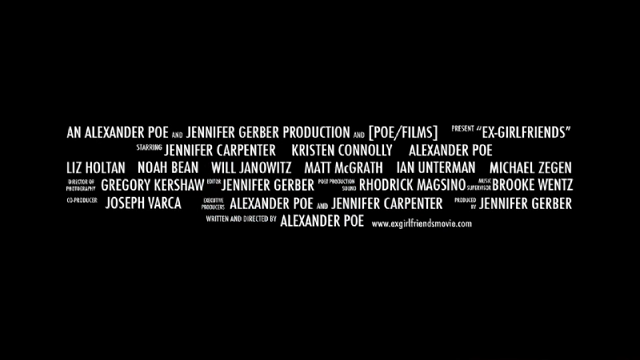 AN ALEXANDER POE AND JENNIFER GERBER PRODUCTION AND [POE/FILMS] PRESENT "EX-GIRLFRIENDS"
STARRING JENNIFER CARPENTER KRISTEN CONNOLLY ALEXANDER POE
LIZ HOLTAN NOAH BEAN WILL JANOWITZ MATT McGRATH IAN UNTERMAN MICHAEL ZEGEN
DIRECTOR OF PHOTOGRAPHY GREGORY KERSHAW EDITOR JENNIFER GERBER POST PRODUCTION SOUND RHODRICK MAGSINO MUSIC SUPERVISOR BROOKE WENTZ
CO-PRODUCER JOSEPH VARCA EXECUTIVE PRODUCERS ALEXANDER POE AND JENNIFER CARPENTER PRODUCED BY JENNIFER GERBER
WRITTEN AND DIRECTED BY ALEXANDER POE www.exgirlfriendsmovie.com